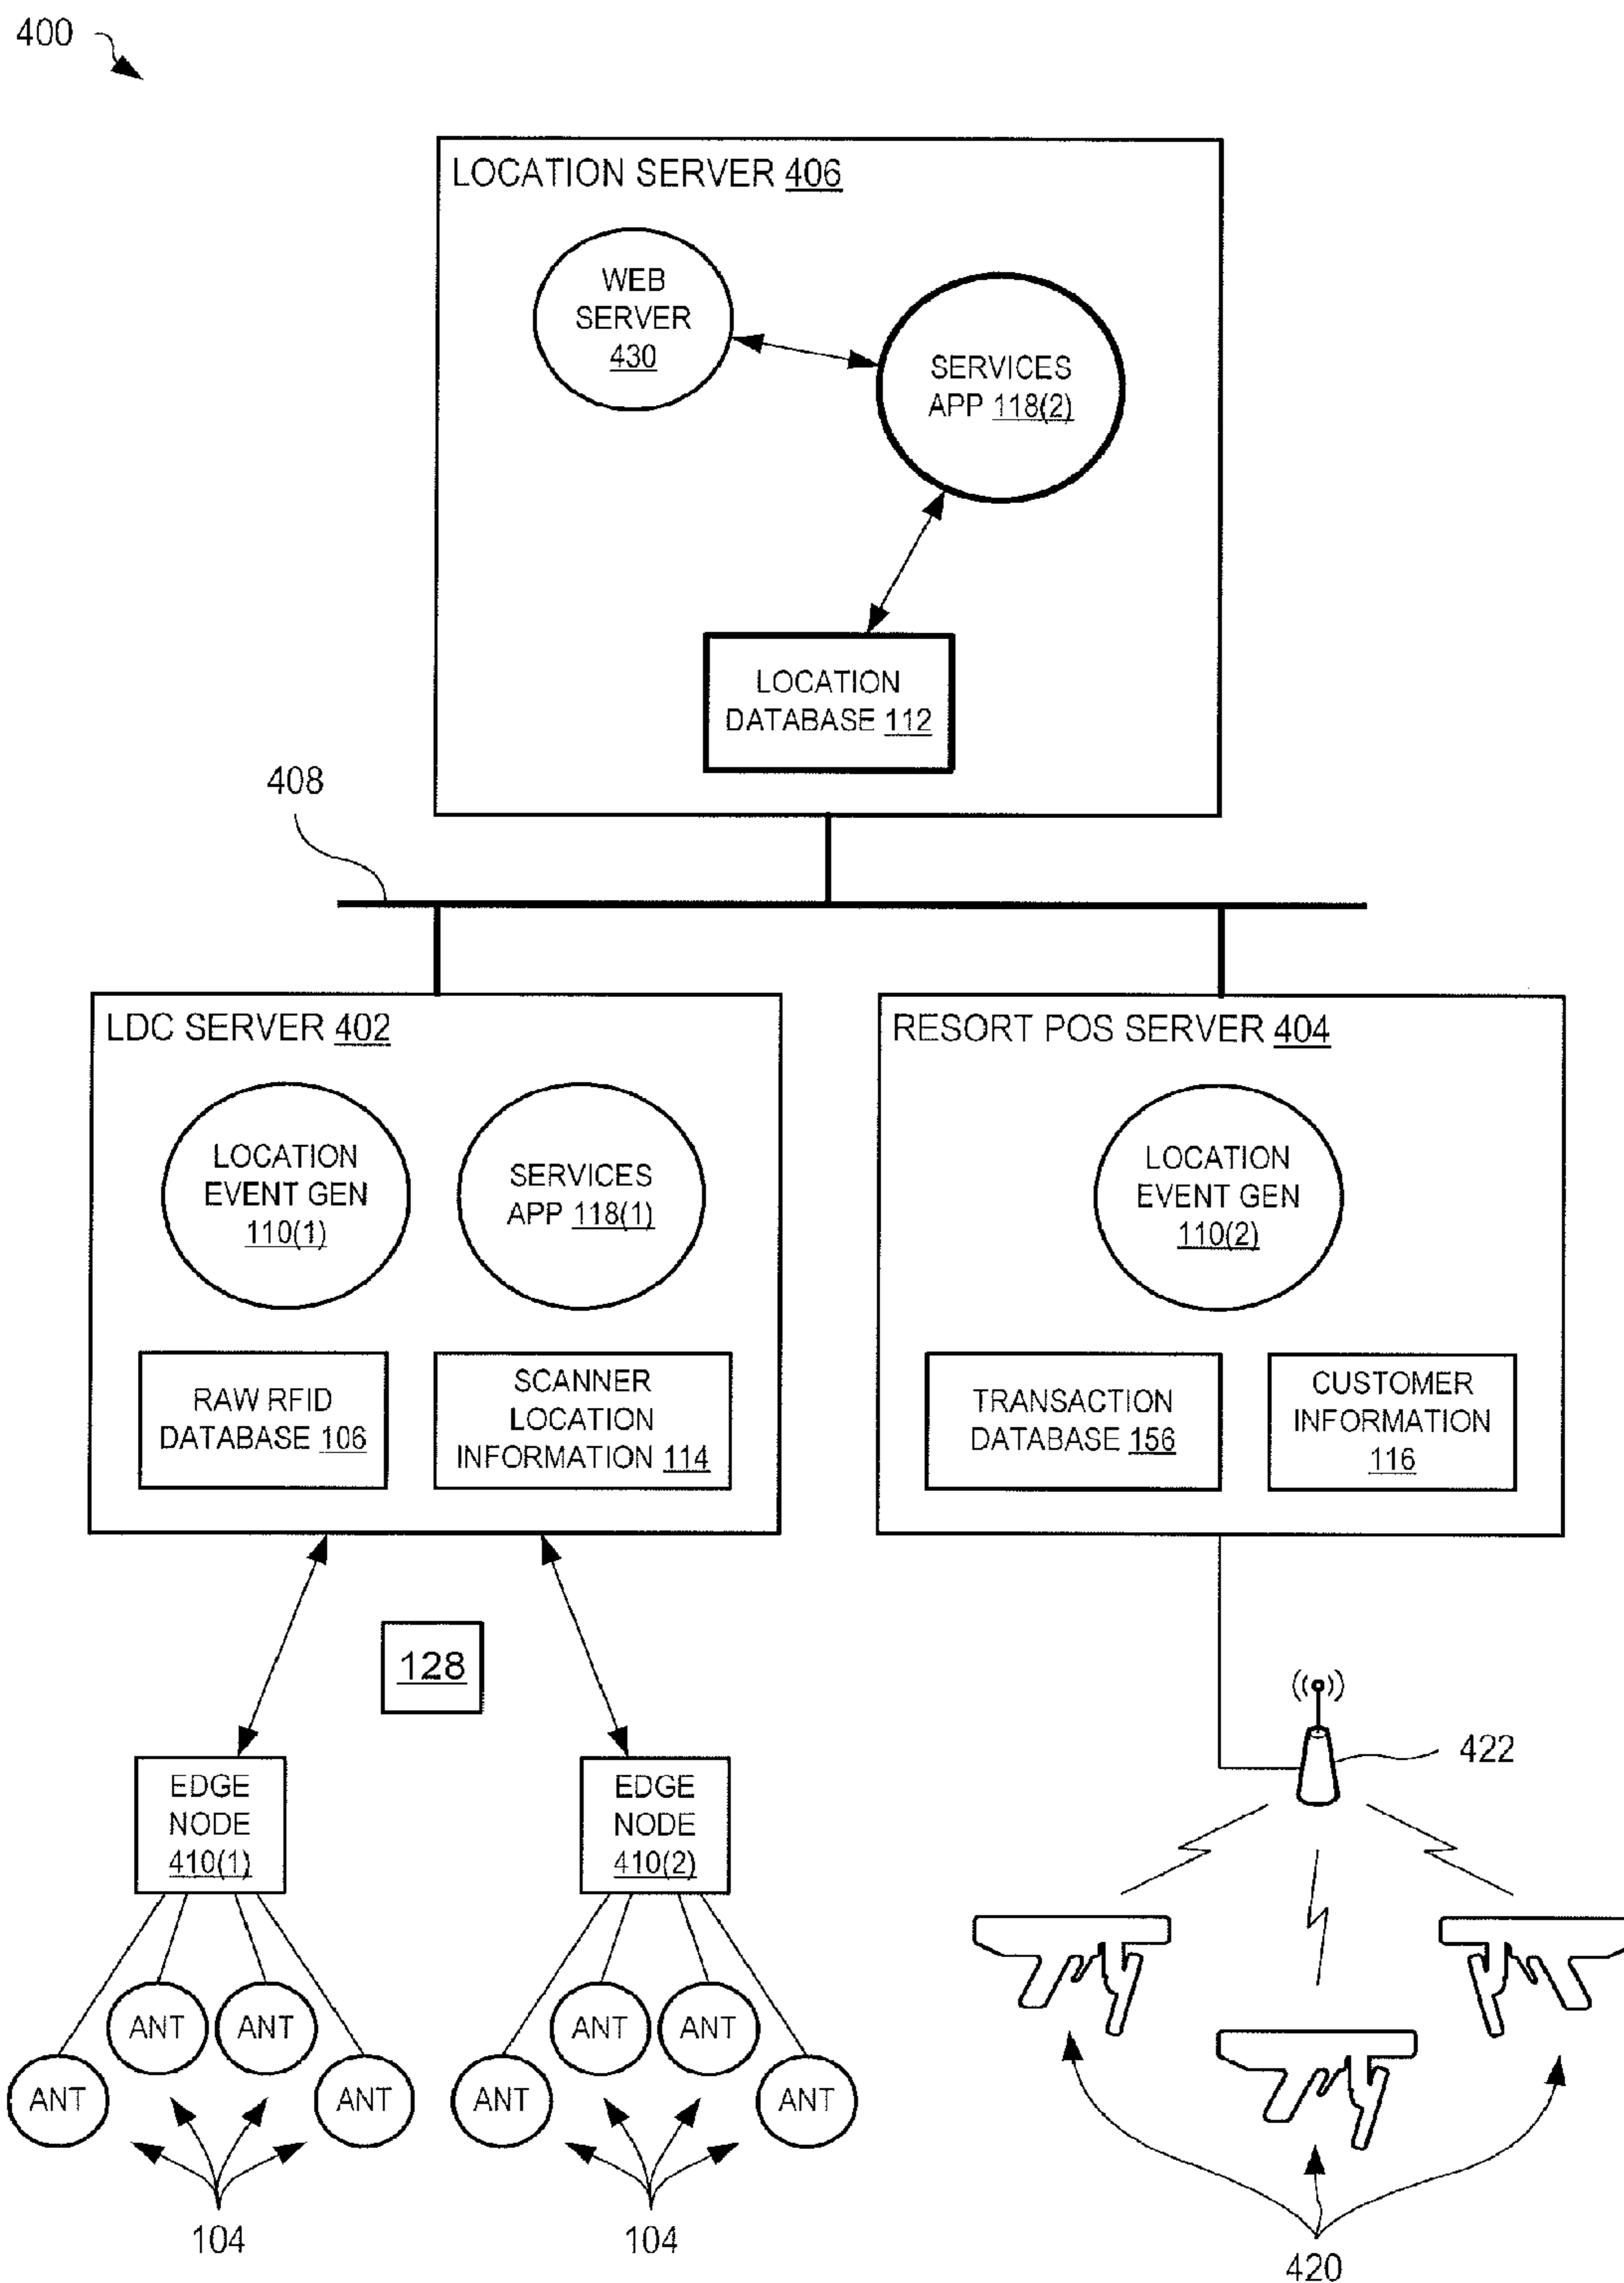 400
LOCATION SERVER 406
WEB
SERVER
430
SERVICES
APP 118(2)
LOCATION
DATABASE 112
408
LDC SERVER 402
LOCATION
EVENT GEN
110(1)
SERVICES
APP 118(1)
RAW RFID
DATABASE 106
SCANNER
LOCATION
INFORMATION 114
RESORT POS SERVER 404
LOCATION
EVENT GEN
110(2)
TRANSACTION
DATABASE 156
CUSTOMER
INFORMATION
116
128
EDGE
NODE
410(1)
EDGE
NODE
410(2)
422
ANT
ANT
ANT
ANT
ANT
ANT
ANT
ANT
104
104
420